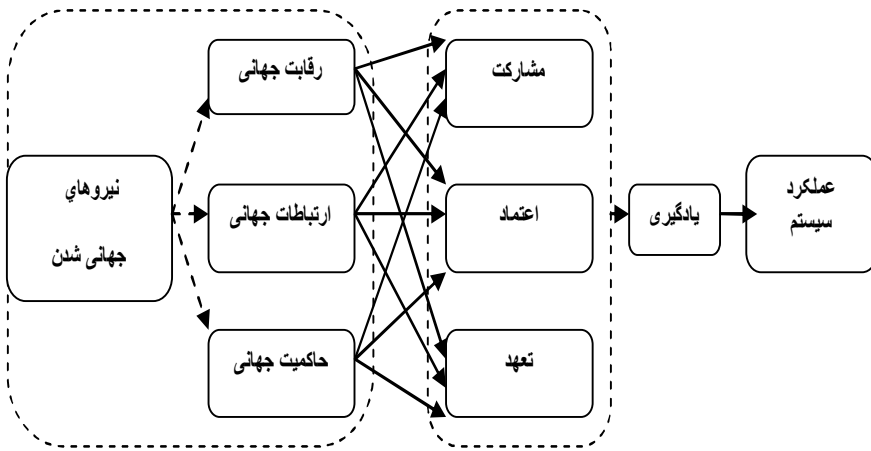 نیروهاي
جهانی شدن
رقابت جهانی
ارتباطات جهانی
حاکمیت جهانی
مشارکت
اعتماد
تعهد
یادگیری
عملکرد
سیستم